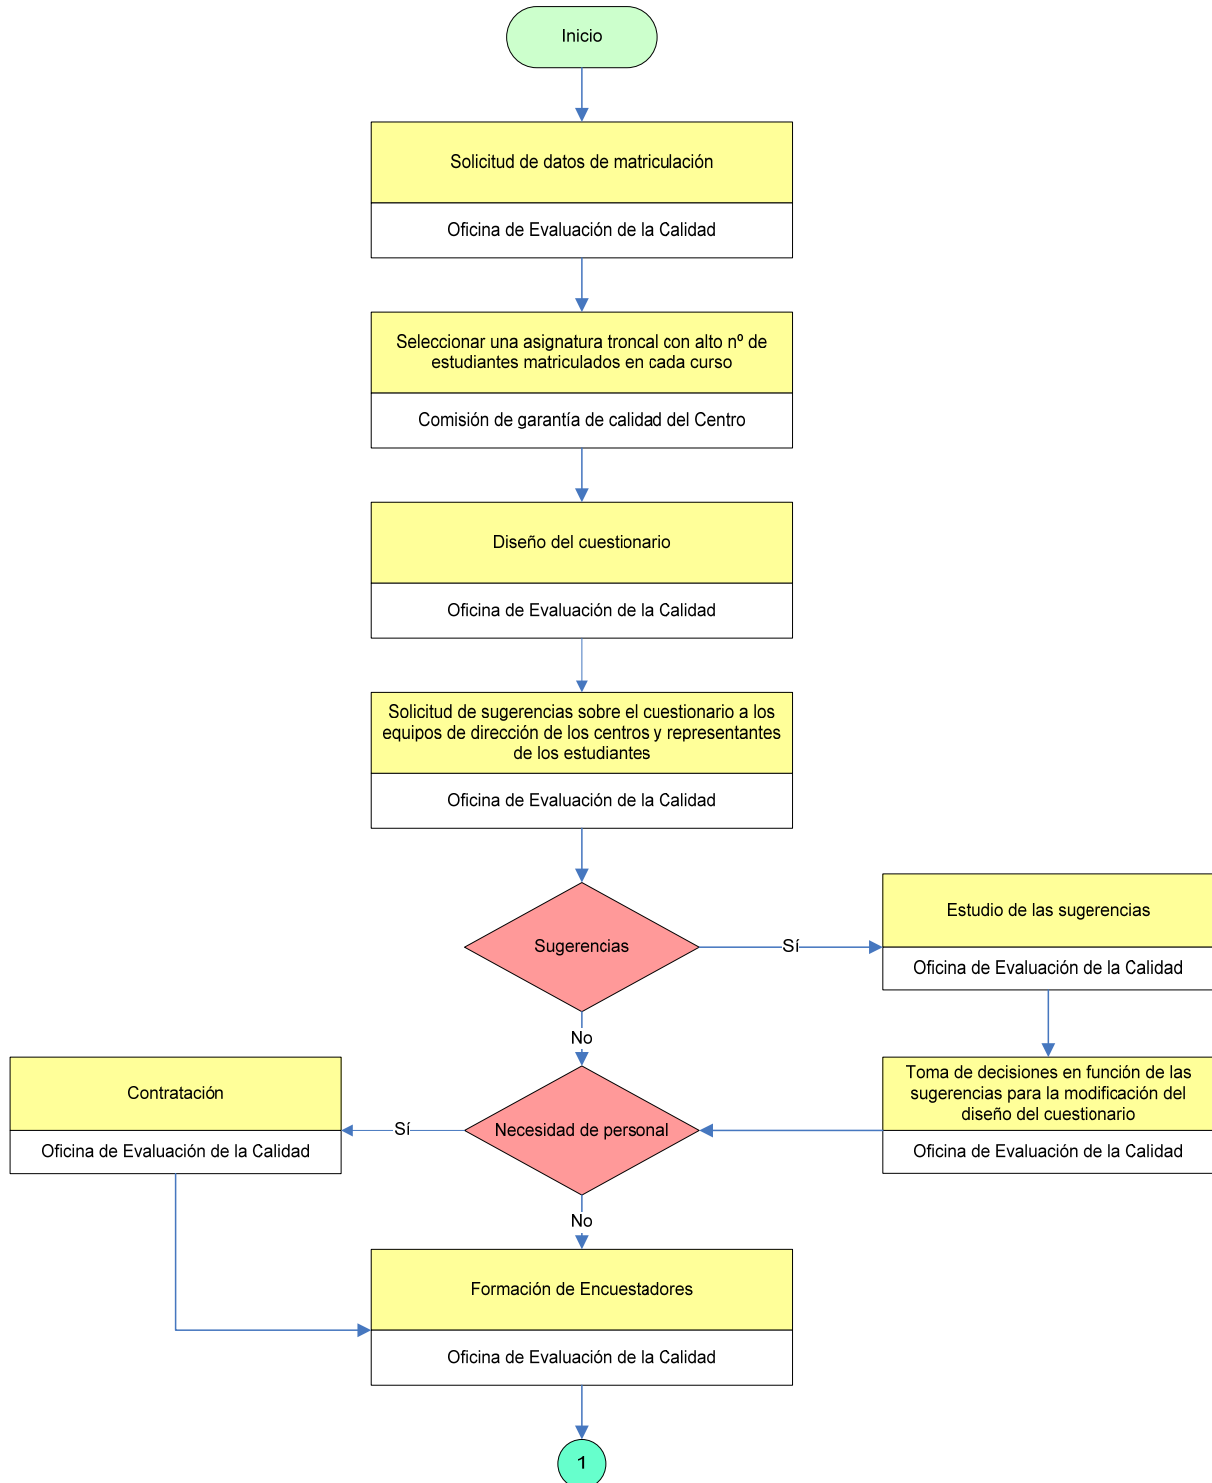 Inicio
Solicitud de datos de matriculación
Oficina de Evaluación de la Calidad
Seleccionar una asignatura troncal con alto nº de
estudiantes matriculados en cada curso
Comisión de garantía de calidad del Centro
Diseño del cuestionario
Oficina de Evaluación de la Calidad
Solicitud de sugerencias sobre el cuestionario a los
equipos de dirección de los centros y representantes
de los estudiantes
Oficina de Evaluación de la Calidad
Sugerencias
Sí
Estudio de las sugerencias
Oficina de Evaluación de la Calidad
No
Toma de decisiones en función de las
sugerencias para la modificación del
diseño del cuestionario
Oficina de Evaluación de la Calidad
Necesidad de personal
Sí
Contratación
Oficina de Evaluación de la Calidad
No
Formación de Encuestadores
Oficina de Evaluación de la Calidad
1